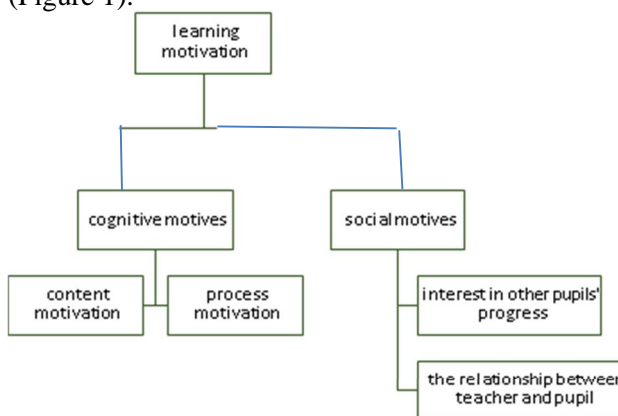 (Figure 1).
learning
motivation
cognitive motives
social motives
content
motivation
process
motivation
interest in other pupils'
progress
the relationship between
teacher and pupil